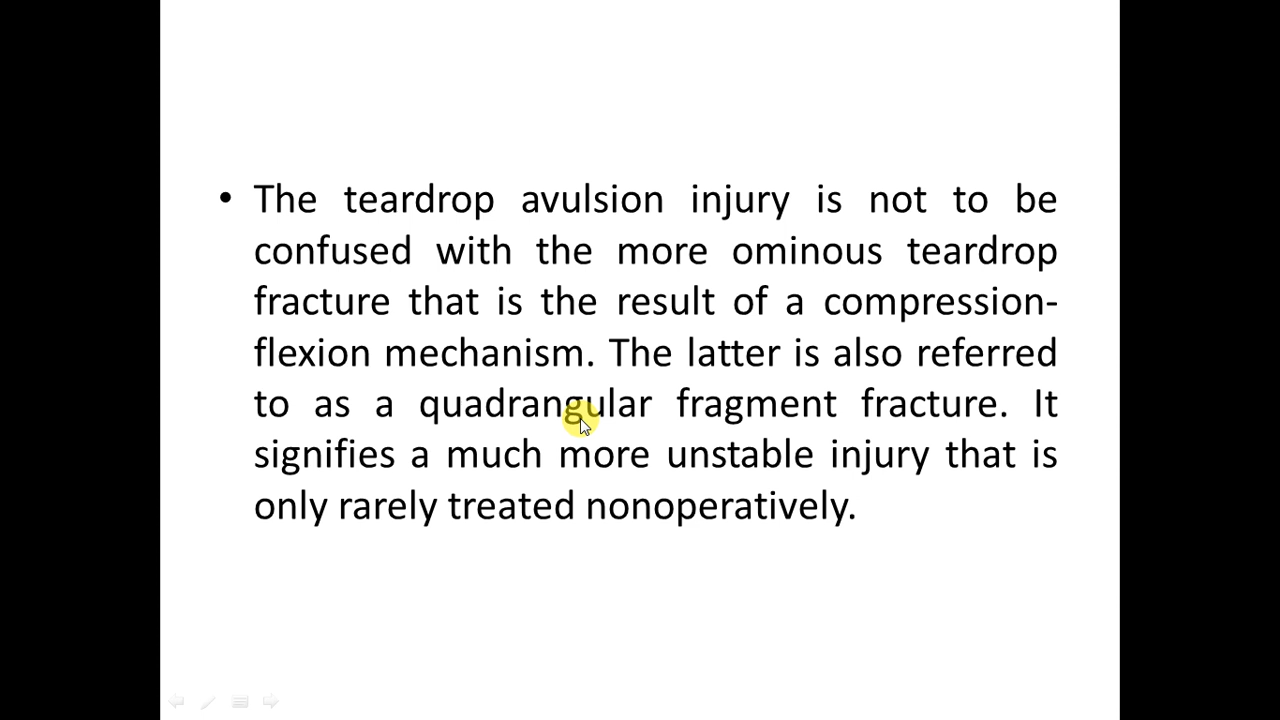 • The teardrop avulsion injury is not to be
confused with the more ominous teardrop
fracture that is the result of a compression-
flexion mechanism. The latter is also referred
to as a quadrangular fragment fracture. It
signifies a much more unstable injury that is
only rarely treated nonoperatively.